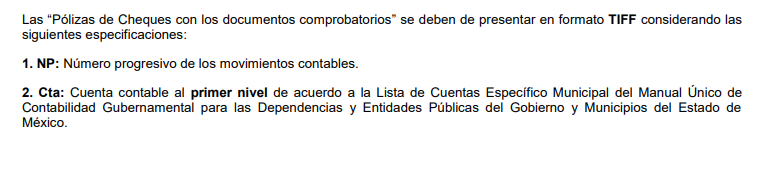 Las “Pólizas de Cheques con los documentos comprobatorios” se deben de presentar en formato TIFF considerando las
siguientes especificaciones:
1. NP: Número progresivo de los movimientos contables.
2. Cta: Cuenta contable al primer nivel de acuerdo a la Lista de Cuentas Específico Municipal del Manual Único de
Contabilidad Gubernamental para las Dependencias y Entidades Públicas del Gobierno y Municipios del Estado de
México.